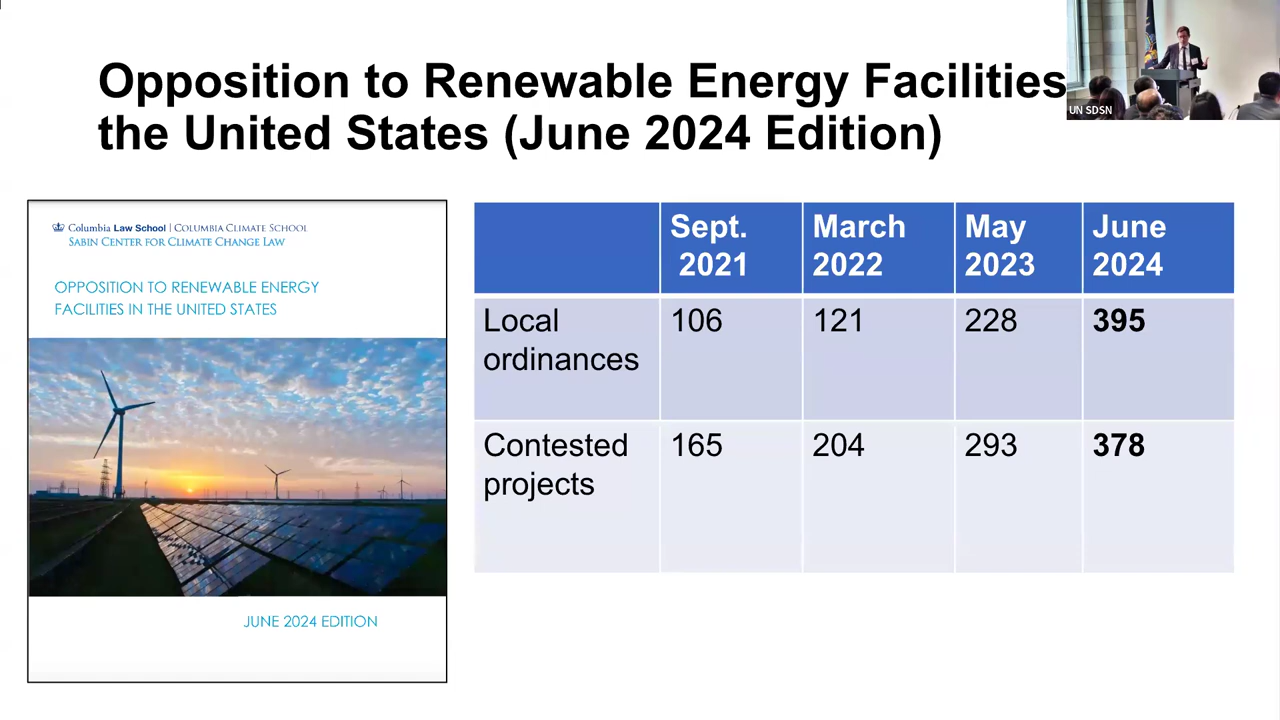 Opposition to Renewable Energy Facilities
the United States (June 2024 Edition)
UN SDSN
Columbia Law School | COLUMBIA CLIMATE SCHOOL
SABIN CENTER FOR CLIMATE CHANGE LAW
OPPOSITION TO RENEWABLE ENERGY
FACILITIES IN THE UNITED STATES
JUNE 2024 EDITION
Sept. March May June
2021 2022 2023 2024
Local 106 121 228 395
ordinances
Contested 165 204 293 378
projects